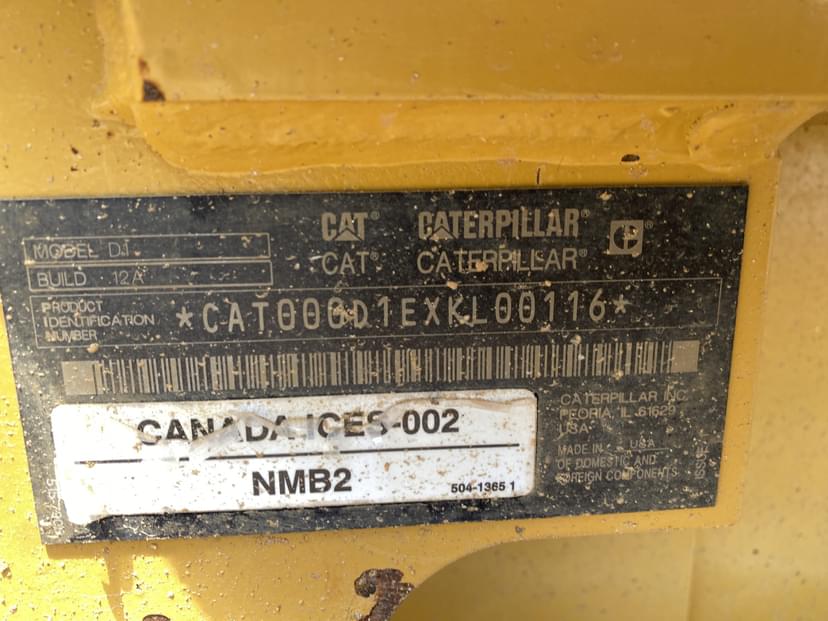 CAT® CATERPILLAR®
CAT® CATERPILLAR®
MODEL D1
BUILD 12A
PRODUCT
IDENTIFICATION
NUMBER
*CAT000D1EXKL00116*
CANADA ICES-002
NMB2
504-1365 1
CATERPILLAR INC.
PEORIA, IL 61629
USA
MADE IN USA
OF DOMESTIC AND
FOREIGN COMPONENTS
ISSUE